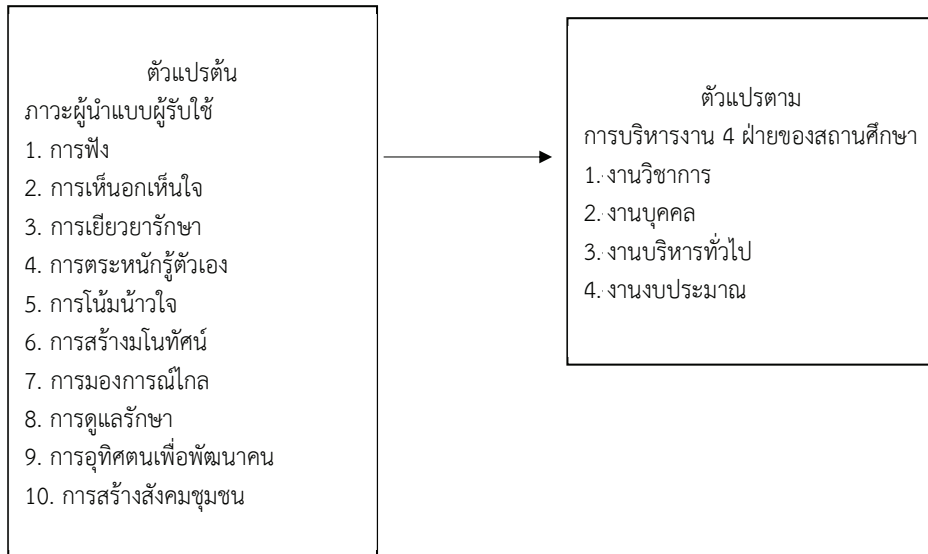 ตัวแปรต้น
ภาวะผู้นำแบบผู้รับใช้
1. การฟัง
2. การเห็นอกเห็นใจ
3. การเยียวยารักษา
4. การตระหนักรู้ตัวเอง
5. การโน้มน้าวใจ
6. การสร้างมโนทัศน์
7. การมองการณ์ไกล
8. การดูแลรักษา
9. การอุทิศตนเพื่อพัฒนาคน
10. การสร้างสังคมชุมชน
ตัวแปรตาม
การบริหารงาน 4 ฝ่ายของสถานศึกษา
1. งานวิชาการ
2. งานบุคคล
3. งานบริหารทั่วไป
4. งานงบประมาณ